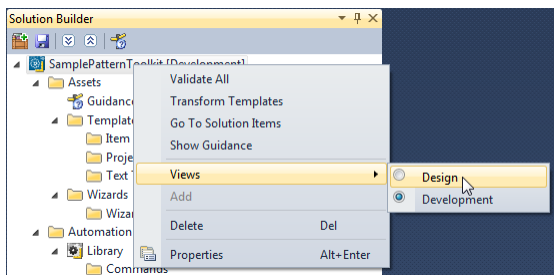 Solution Builder
SamplePatternToolkit [Development]
Assets
Guidanc
Templat
Item
Proje
Text
Wizards
Wizar
Automation
Library
Commands
Validate All
Transform Templates
Go To Solution Items
Show Guidance
Views
Add
Delete Del
Properties Alt+Enter
Design
Development